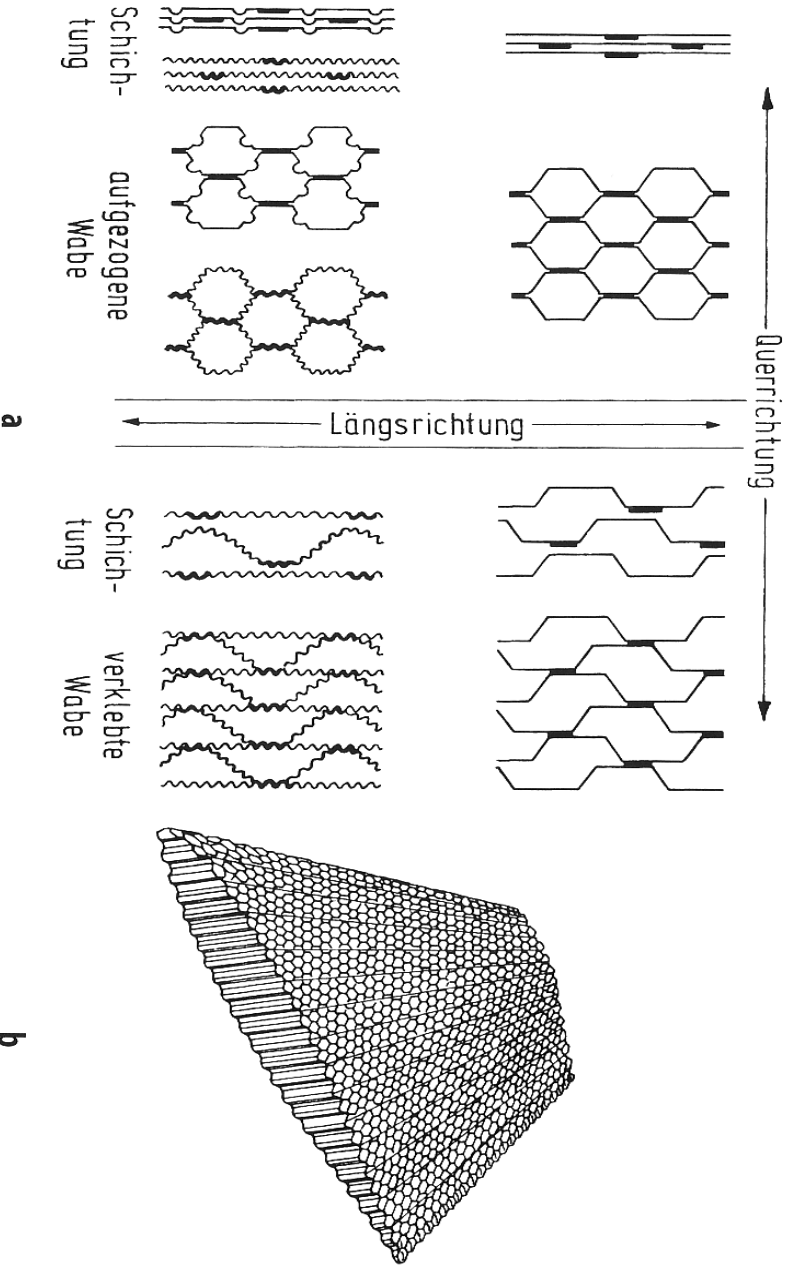 Querrichtung
Längsrichtung
Schich-
tung
aufgezogene
Wabe
Schich-
tung
verklebte
Wabe
a
b